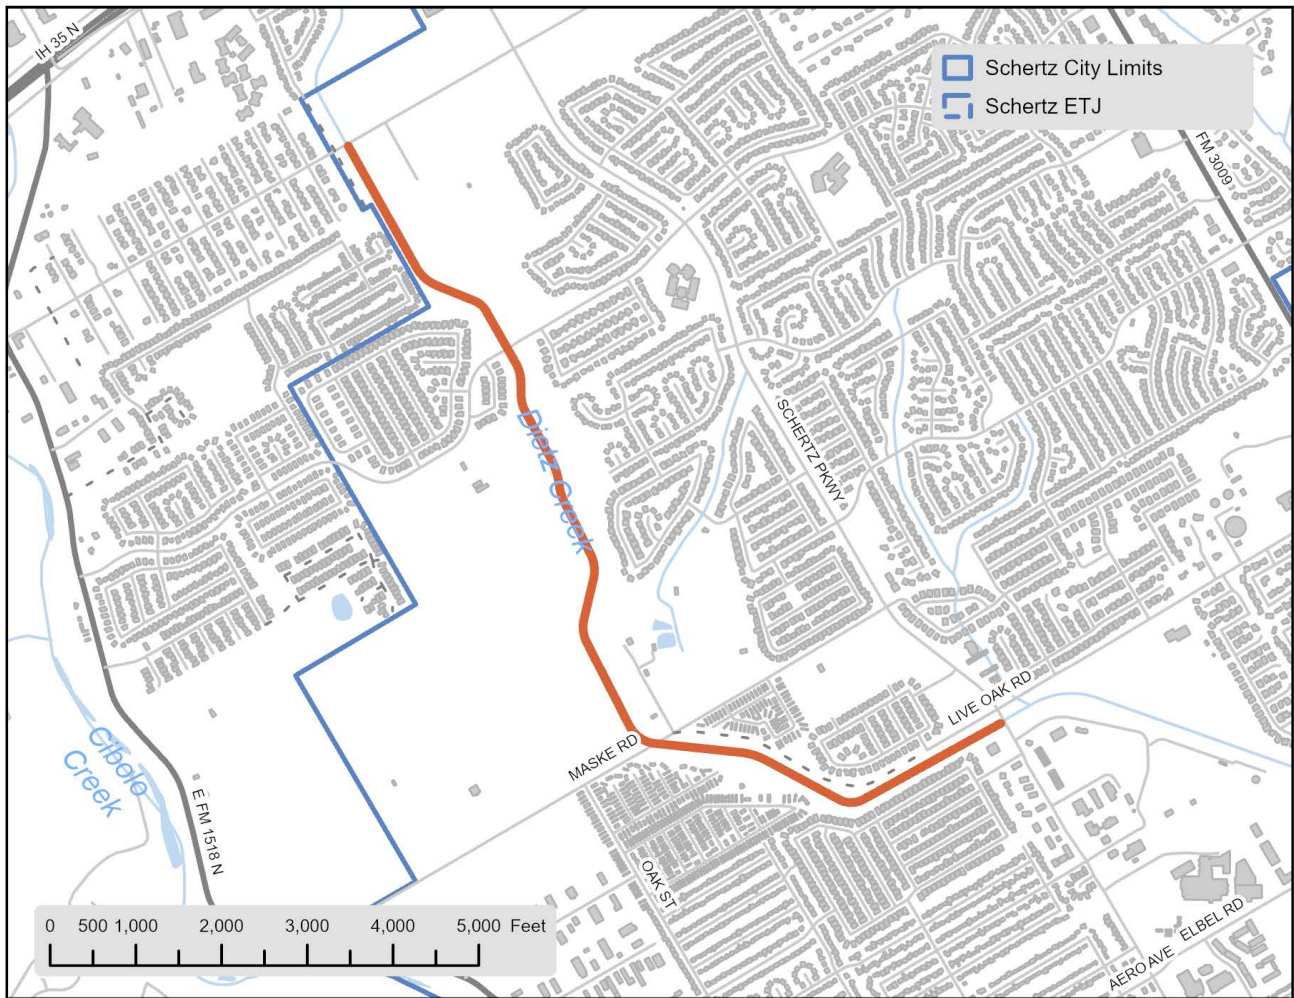 IH 35 N
Schertz City Limits
Schertz ETJ
FM 3009
SCHERTZ PKWY
Dietz Creek
LIVE OAK RD
MASKE RD
Cibolo
Creek
E FM 1518 N
OAK ST
ELBEL RD
AERO AVE
0 500 1,000 2,000 3,000 4,000 5,000 Feet